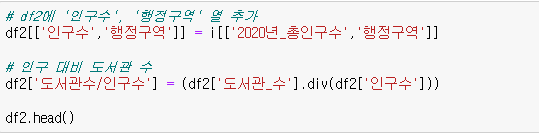 # df2에 '인구수', '행정구역' 열 추가
df2[['인구수','행정구역']] = i[['2020년_총인구수','행정구역']]
# 인구 대비 도서관 수
df2['도서관수/인구수'] = (df2['도서관_수'].div(df2['인구수']))
df2.head()